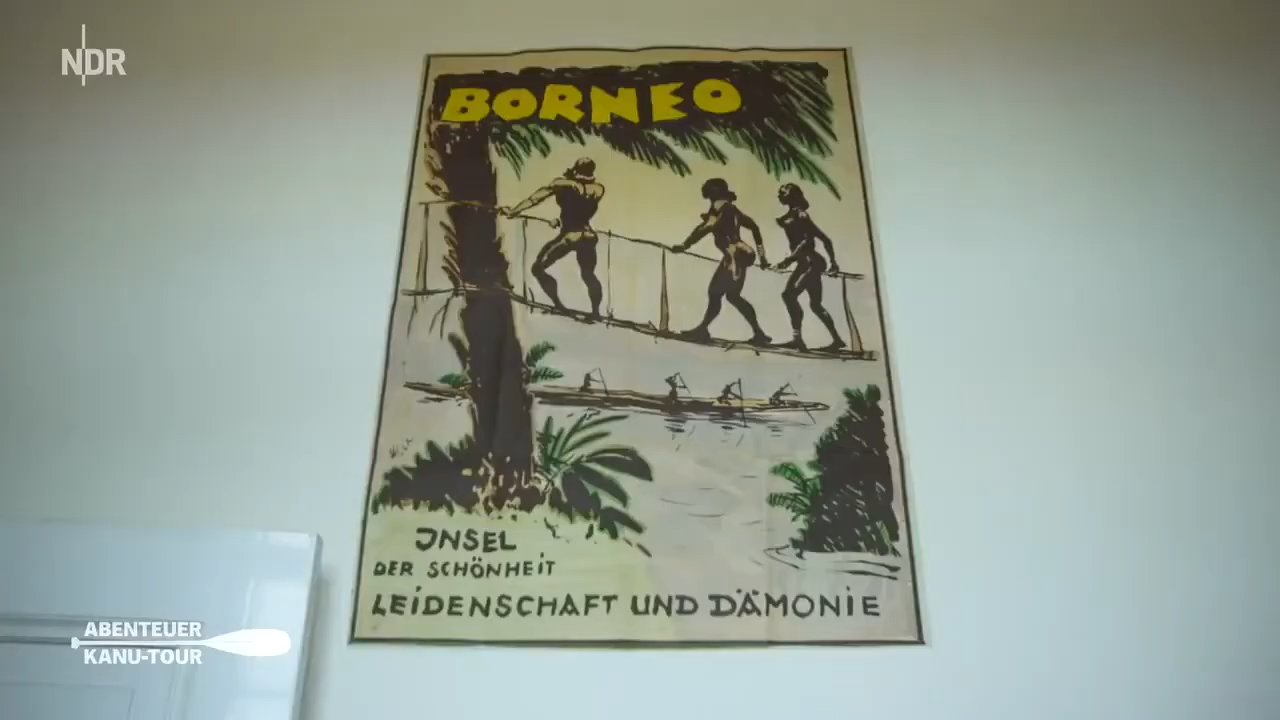 NDR
BORNEO
JNSEL
DER SCHÖNHEIT
LEIDENSCHAFT UND DÄMONIE
ABENTEUER
KANU-TOUR